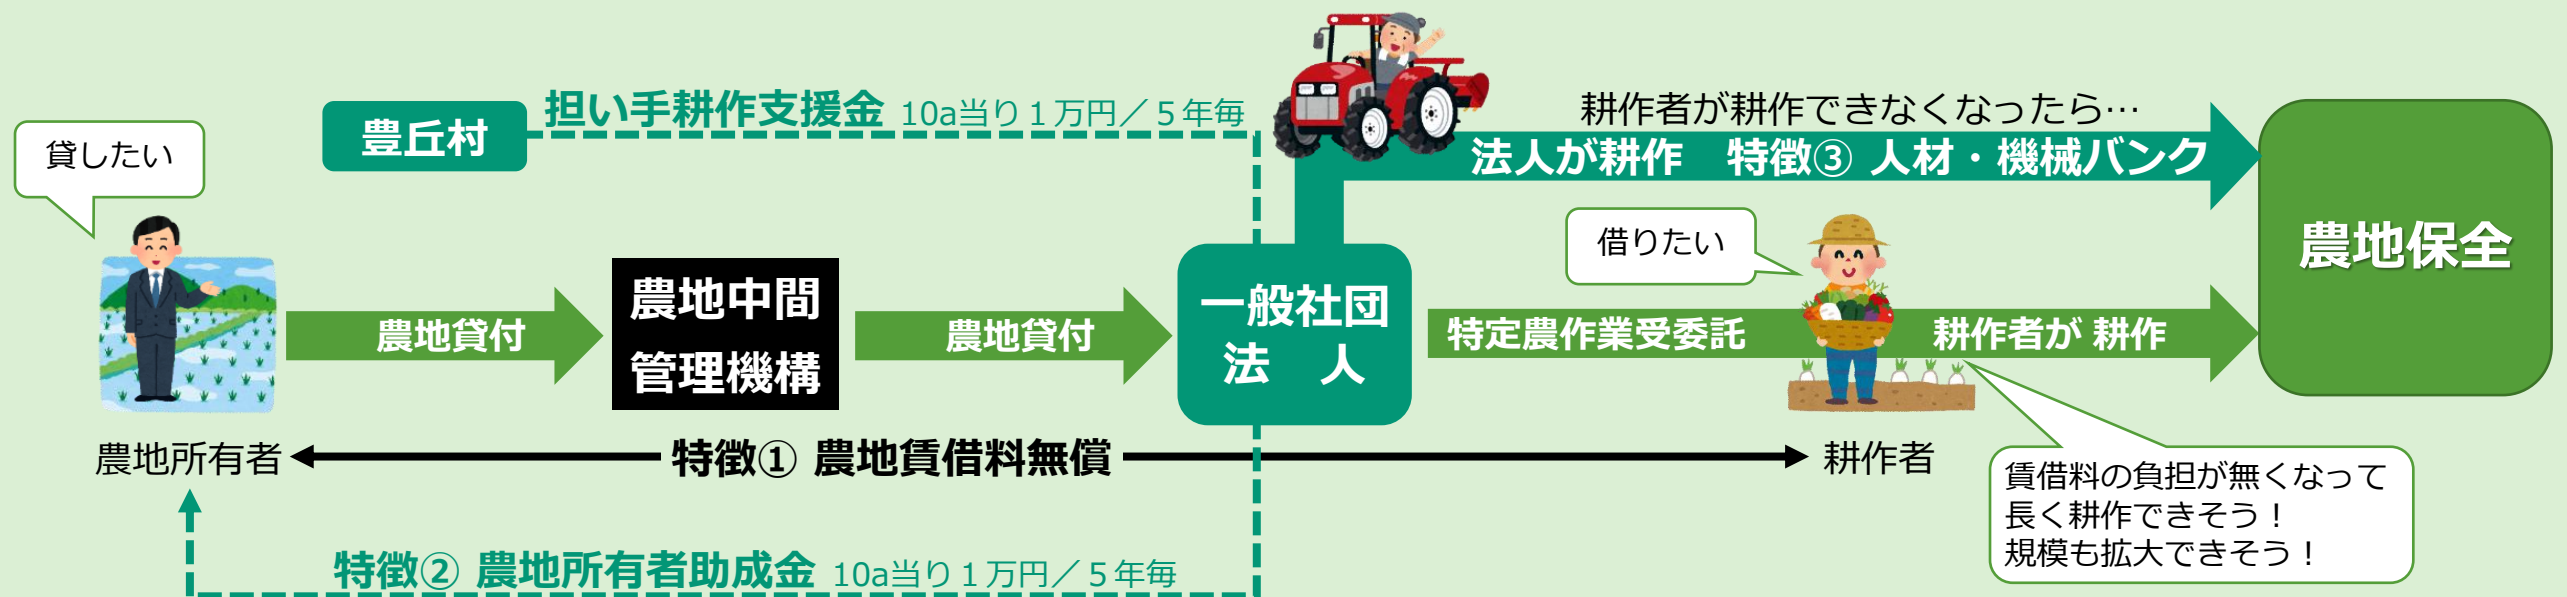 豊丘村
担い手耕作支援金 10a当り１万円／５年毎
耕作者が耕作できなくなったら…
法人が耕作　特徴③ 人材・機械バンク
貸したい
借りたい
農地貸付
農地中間
管理機構
農地貸付
一般社団
法　人
特定農作業受委託
耕作者が 耕作
農地保全
農地所有者
特徴① 農地賃借料無償
耕作者
賃借料の負担が無くなって
長く耕作できそう！
規模も拡大できそう！
特徴② 農地所有者助成金 10a当り１万円／５年毎